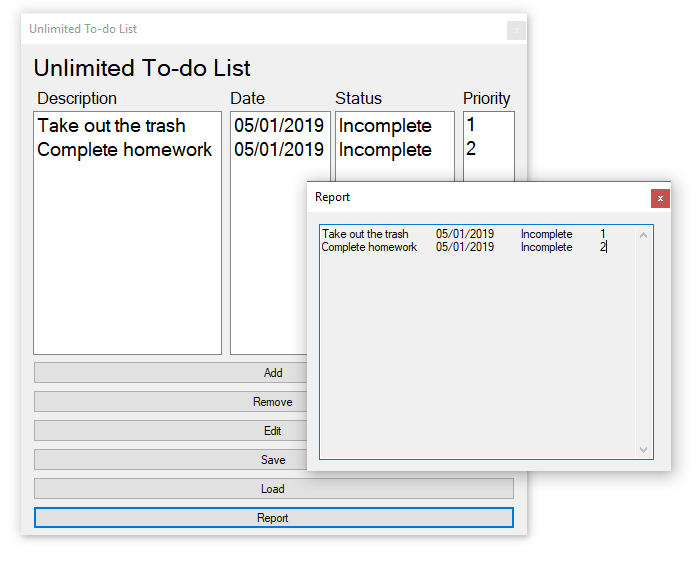 Unlimited To-do List
x
Unlimited To-do List
Description Date Status Priority
Take out the trash 05/01/2019 Incomplete 1
Complete homework 05/01/2019 Incomplete 2
Report
x
Take out the trash 05/01/2019 Incomplete 1
Complete homework 05/01/2019 Incomplete 2
Add
Remove
Edit
Save
Load
Report